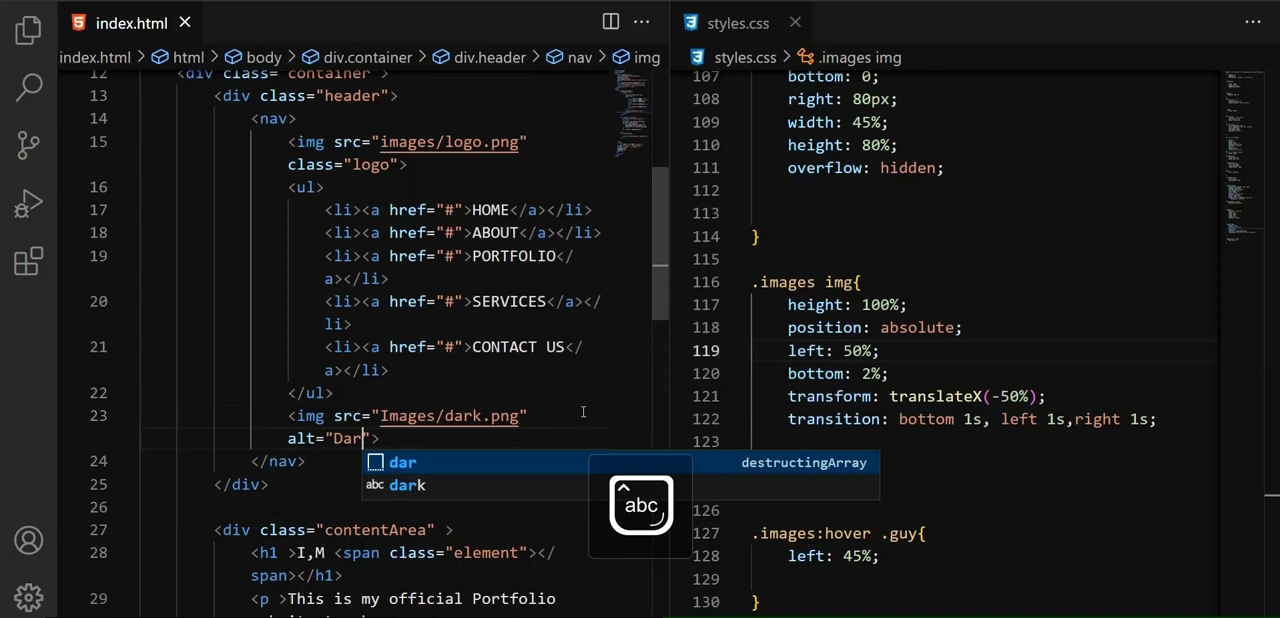 index.html
styles.css
index.html > html > body > div.container > div.header > nav > img
styles.css > .images img
12 <div class="container">
13 <div class="header">
14 <nav>
15 <img src="images/logo.png"
class="logo">
16 <ul>
17 <li><a href="#">HOME</a></li>
18 <li><a href="#">ABOUT</a></li>
19 <li><a href="#">PORTFOLIO</
a></li>
20 <li><a href="#">SERVICES</a></
li>
21 <li><a href="#">CONTACT US</
a></li>
22 </ul>
23 <img src="Images/dark.png"
alt="Dar">
24 </nav>
25 </div>
26
27 <div class="contentArea" >
28 <h1 >I,M <span class="element"></
span></h1>
29 <p >This is my official Portfolio
dar destructingArray
abc dark
abc
107 bottom: 0;
108 right: 80px;
109 width: 45%;
110 height: 80%;
111 overflow: hidden;
112
113
114 }
115
116 .images img{
117 height: 100%;
118 position: absolute;
119 left: 50%;
120 bottom: 2%;
121 transform: translateX(-50%);
122 transition: bottom 1s, left 1s,right 1s;
123
126
127 .images:hover .guy{
128 left: 45%;
129
130 }